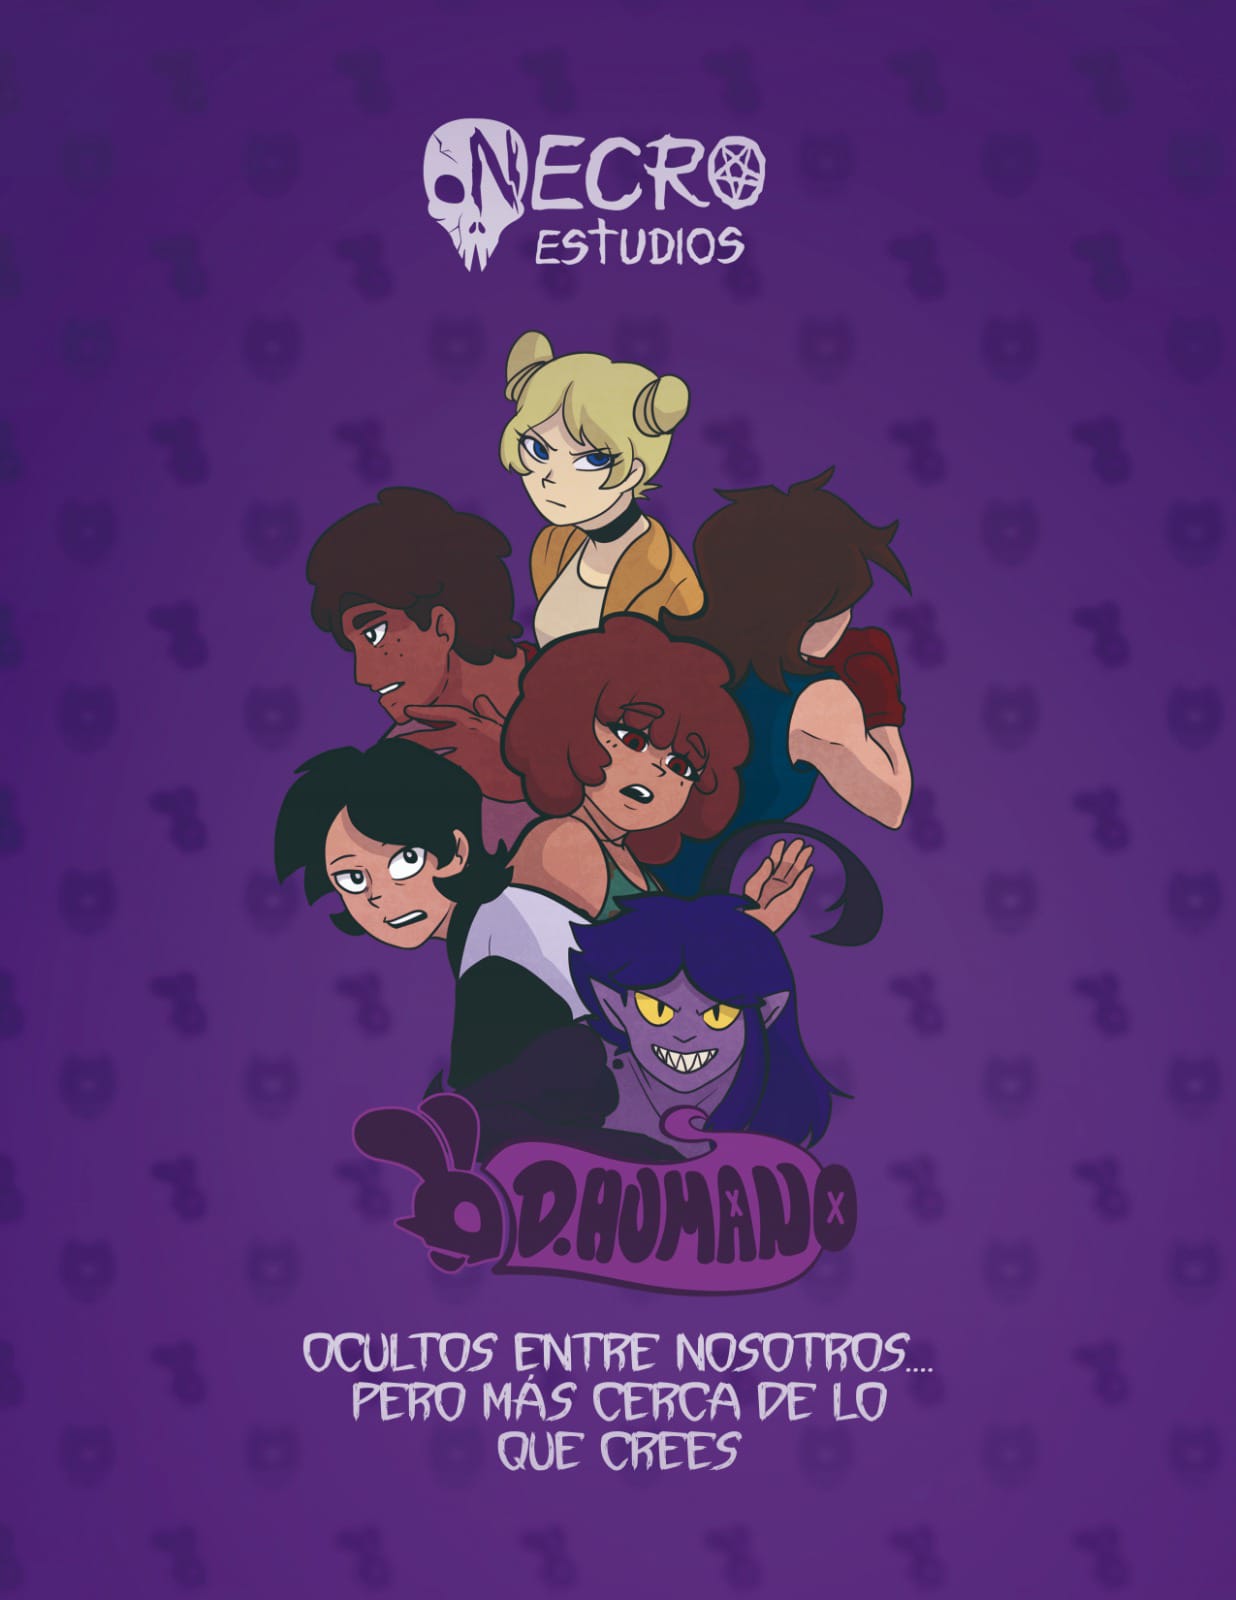 NECRO
ESTUDIOS
D.HUMANO
OCULTOS ENTRE NOSOTROS....
PERO MÁS CERCA DE LO
QUE CREES